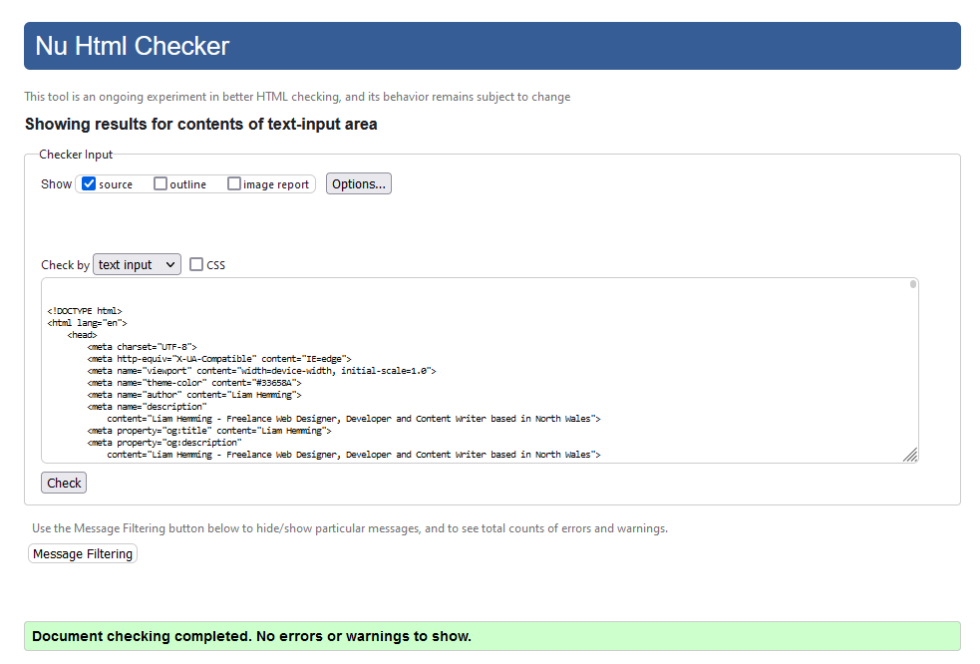 Nu Html Checker
This tool is an ongoing experiment in better HTML checking, and its behavior remains subject to change
Showing results for contents of text-input area
Checker Input
Show source outline image report Options...
Check by text input CSS
<!DOCTYPE html>
<html lang="en">
<head>
<meta charset="UTF-8">
<meta http-equiv="X-UA-Compatible" content="IE=edge">
<meta name="viewport" content="width=device-width, initial-scale=1.0">
<meta name="theme-color" content="#33658A">
<meta name="author" content="Liam Hemming">
<meta name="description"
content="Liam Hemming - Freelance Web Designer, Developer and Content Writer based in North Wales">
<meta property="og:title" content="Liam Hemming">
<meta property="og:description"
content="Liam Hemming - Freelance Web Designer, Developer and Content Writer based in North Wales">
Check
Use the Message Filtering button below to hide/show particular messages, and to see total counts of errors and warnings.
Message Filtering
Document checking completed. No errors or warnings to show.